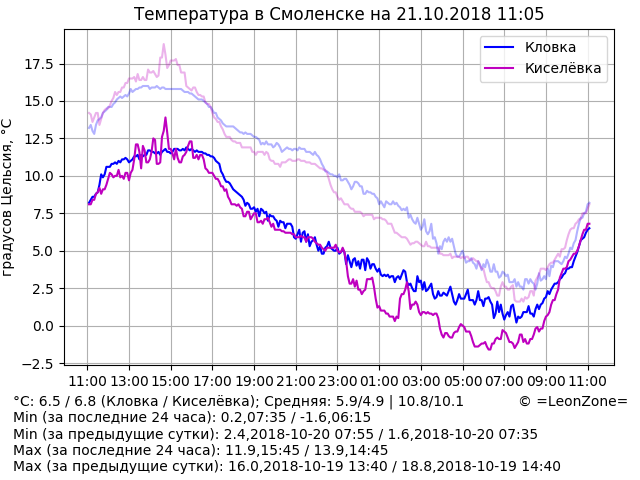 Температура в Смоленске на 21.10.2018 11:05
Кловка
Киселёвка
градусов Цельсия, °C
17.5
15.0
12.5
10.0
7.5
5.0
2.5
0.0
−2.5
11:00 13:00 15:00 17:00 19:00 21:00 23:00 01:00 03:00 05:00 07:00 09:00 11:00
°C: 6.5 / 6.8 (Кловка / Киселёвка); Средняя: 5.9/4.9 | 10.8/10.1 © =LeonZone=
Min (за последние 24 часа): 0.2,07:35 / -1.6,06:15
Min (за предыдущие сутки): 2.4,2018-10-20 07:55 / 1.6,2018-10-20 07:35
Max (за последние 24 часа): 11.9,15:45 / 13.9,14:45
Max (за предыдущие сутки): 16.0,2018-10-19 13:40 / 18.8,2018-10-19 14:40